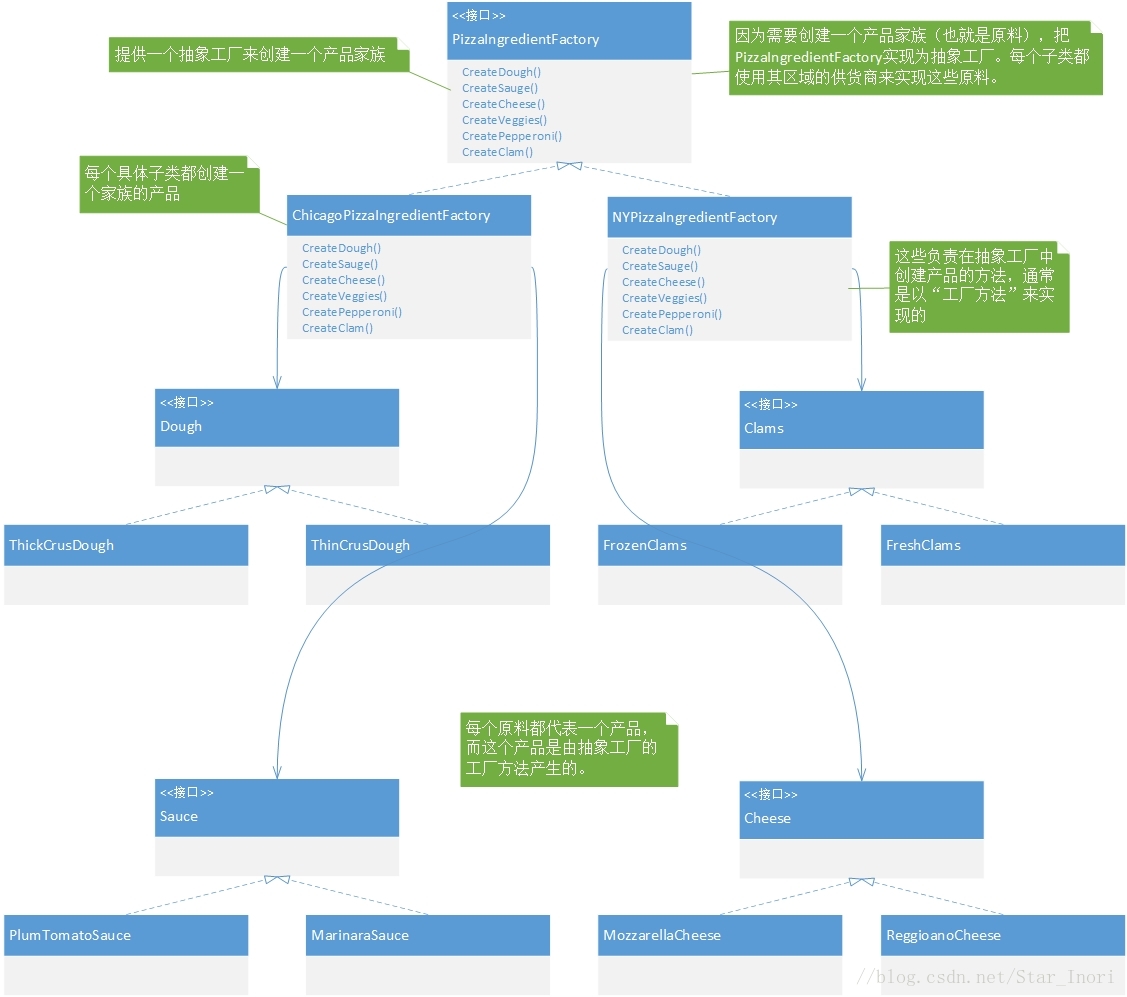 <<接口>>
PizzaIngredientFactory
CreateDough()
CreateSauge()
CreateCheese()
CreateVeggies()
CreatePepperoni()
CreateClam()
提供一个抽象工厂来创建一个产品家族
因为需要创建一个产品家族（也就是原料），把
PizzaIngredientFactory实现为抽象工厂。每个子类都
使用其区域的供货商来实现这些原料。
每个具体子类都创建一
个家族的产品
ChicagoPizzaIngredientFactory
CreateDough()
CreateSauge()
CreateCheese()
CreateVeggies()
CreatePepperoni()
CreateClam()
NYPizzaIngredientFactory
CreateDough()
CreateSauge()
CreateCheese()
CreateVeggies()
CreatePepperoni()
CreateClam()
这些负责在抽象工厂中
创建产品的方法，通常
是以“工厂方法”来实
现的
<<接口>>
Dough
<<接口>>
Clams
ThickCrusDough
ThinCrusDough
FrozenClams
FreshClams
每个原料都代表一个产品，
而这个产品是由抽象工厂的
工厂方法产生的。
<<接口>>
Sauce
<<接口>>
Cheese
PlumTomatoSauce
MarinaraSauce
MozzarellaCheese
ReggioanoCheese
//blog.csdn.net/Star_Inori